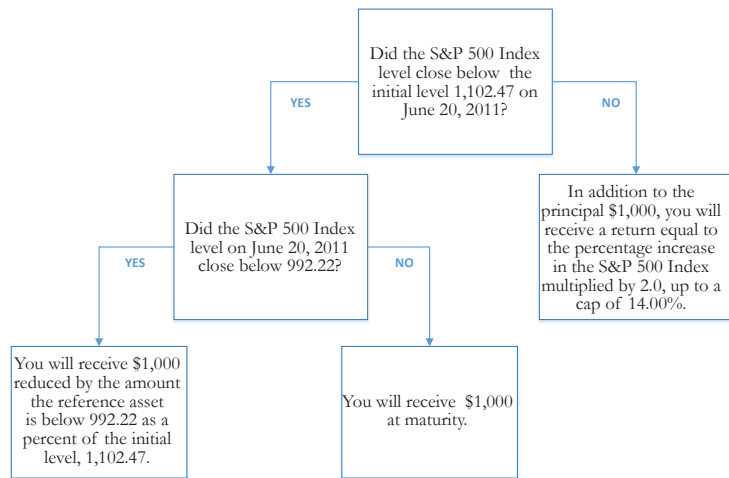 Did the S&P 500 Index
level close below the
initial level 1,102.47 on
June 20, 2011?
YES
NO
Did the S&P 500 Index
level on June 20, 2011
close below 992.22?
In addition to the
principal $1,000, you will
receive a return equal to
the percentage increase
in the S&P 500 Index
multiplied by 2.0, up to a
cap of 14.00%.
YES
NO
You will receive $1,000
reduced by the amount
the reference asset
is below 992.22 as a
percent of the initial
level, 1,102.47.
You will receive $1,000
at maturity.